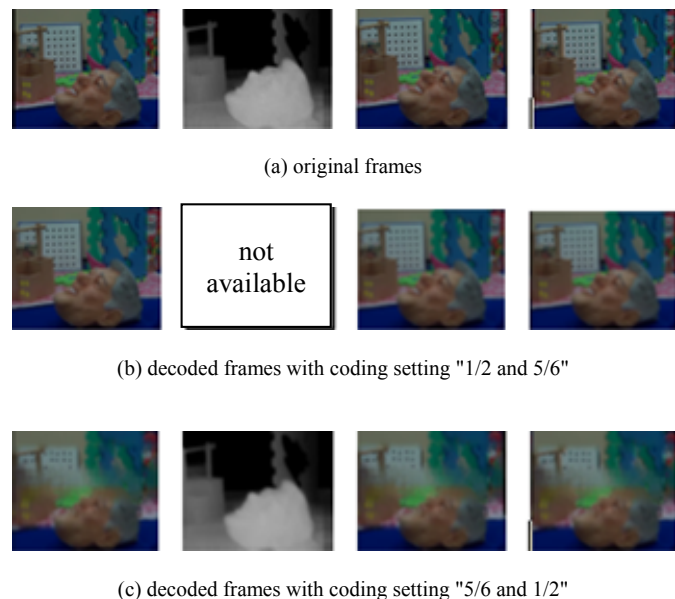 (a) original frames
not
available
(b) decoded frames with coding setting "1/2 and 5/6"
(c) decoded frames with coding setting "5/6 and 1/2"